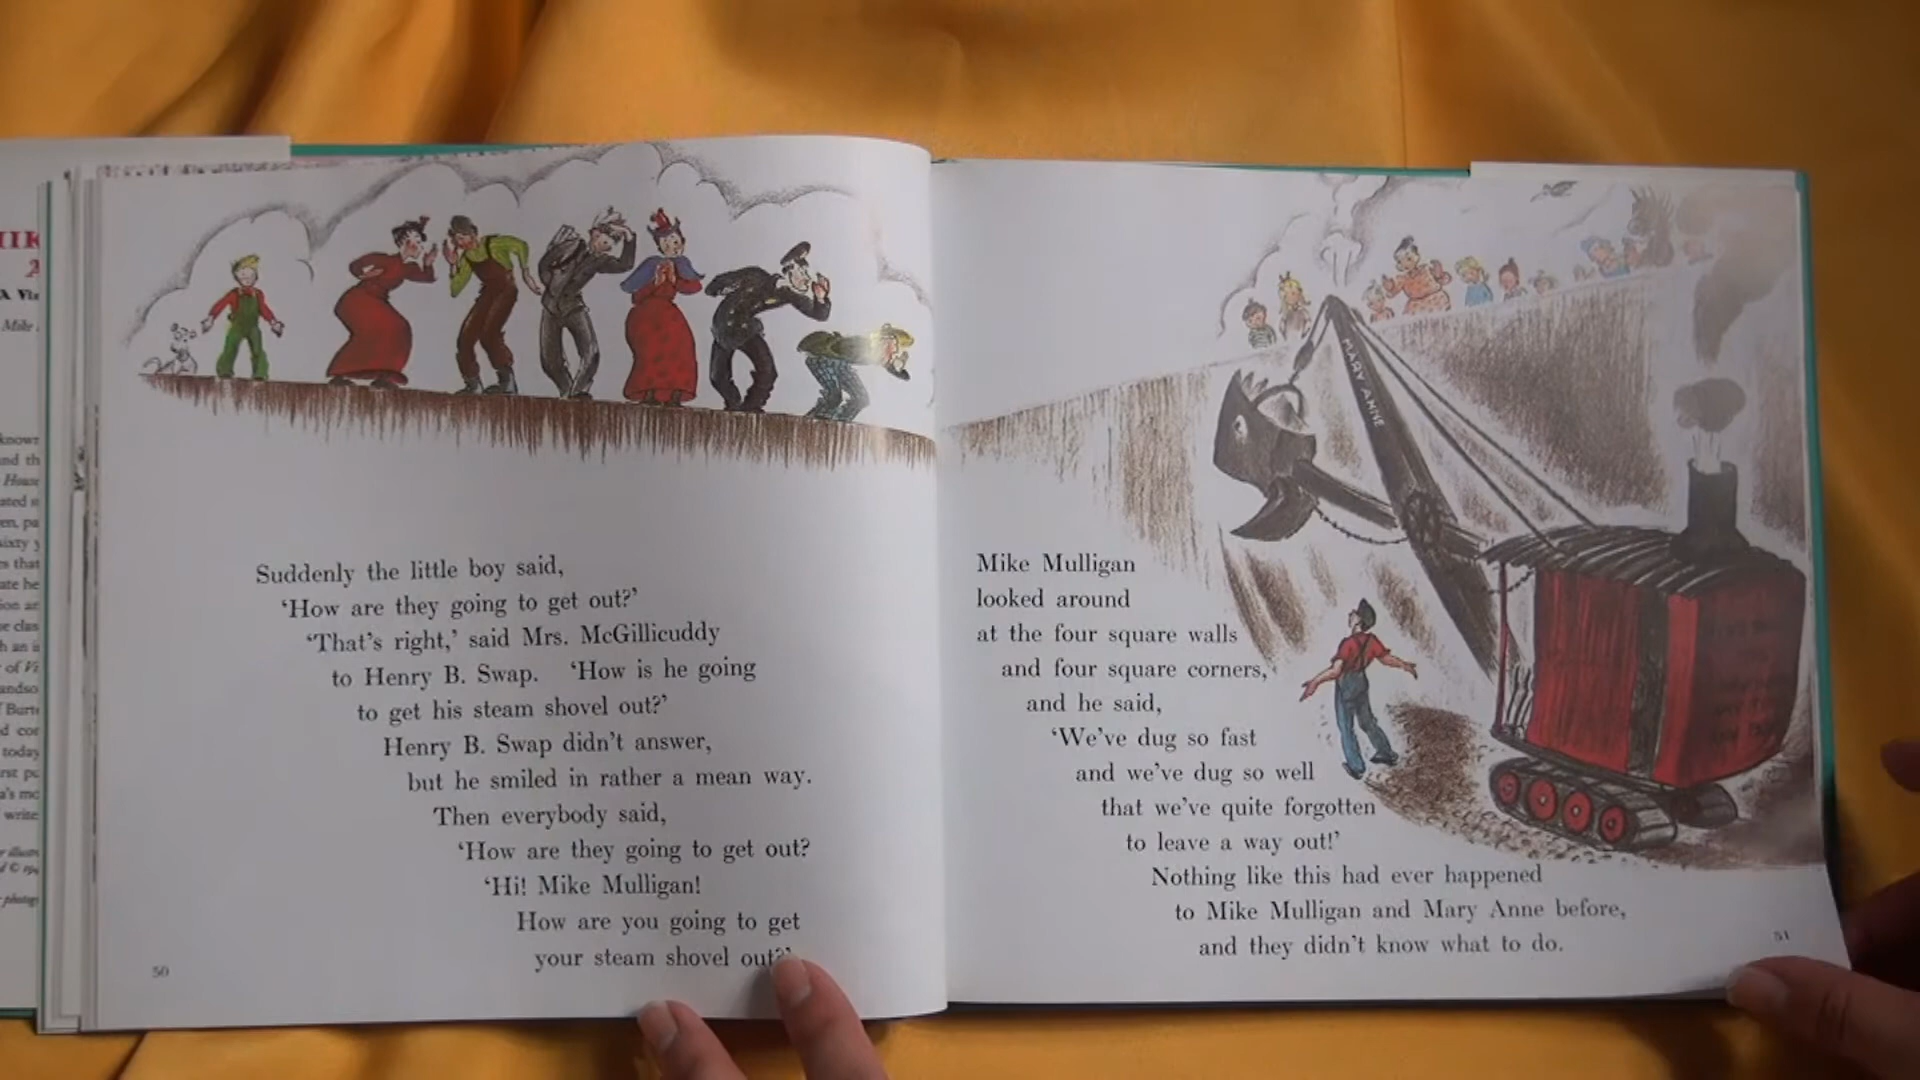 Mike
known
House
today
write
Suddenly the little boy said,
‘How are they going to get out?’
‘That’s right,’ said Mrs. McGillicuddy
to Henry B. Swap. ‘How is he going
to get his steam shovel out?’
Henry B. Swap didn’t answer,
but he smiled in rather a mean way.
Then everybody said,
‘How are they going to get out?
‘Hi! Mike Mulligan!
How are you going to get
your steam shovel out?’
50
MARY ANNE
Mike Mulligan
looked around
at the four square walls
and four square corners,
and he said,
‘We’ve dug so fast
and we’ve dug so well
that we’ve quite forgotten
to leave a way out!’
Nothing like this had ever happened
to Mike Mulligan and Mary Anne before,
and they didn’t know what to do.
51